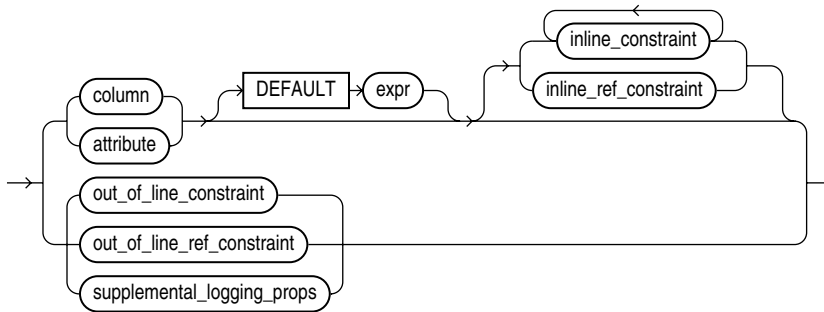 column
attribute
DEFAULT
expr
inline_constraint
inline_ref_constraint
out_of_line_constraint
out_of_line_ref_constraint
supplemental_logging_props